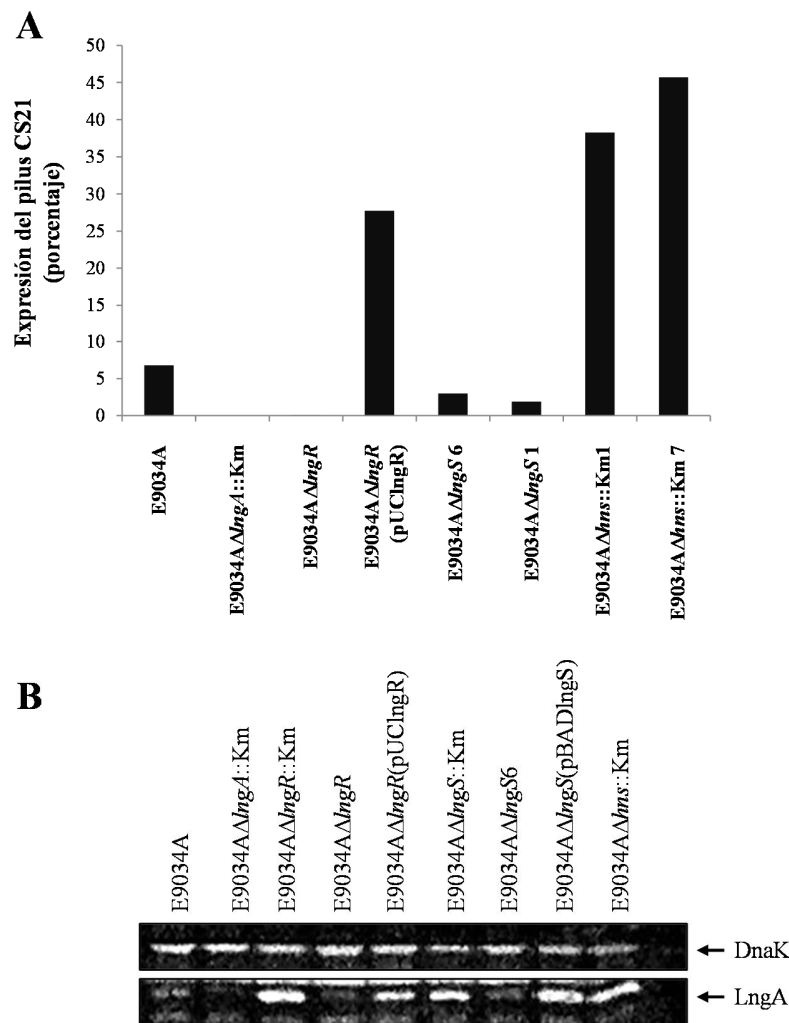 A
Expresión del pilus CS21
(porcentaje)
50
45
40
35
30
25
20
15
10
5
0
E9034A
E9034AΔlngA::Km
E9034AΔlngR
E9034AΔlngR
(pUClngR)
E9034AΔlngS 6
E9034AΔlngS 1
E9034AΔhns::Km1
E9034AΔhns::Km 7
B
E9034A
E9034AΔlngA::Km
E9034AΔlngR::Km
E9034AΔlngR
E9034AΔlngR(pUClngR)
E9034AΔlngS::Km
E9034AΔlngS6
E9034AΔlngS(pBADlngS)
E9034AΔhns::Km
DnaK
LngA